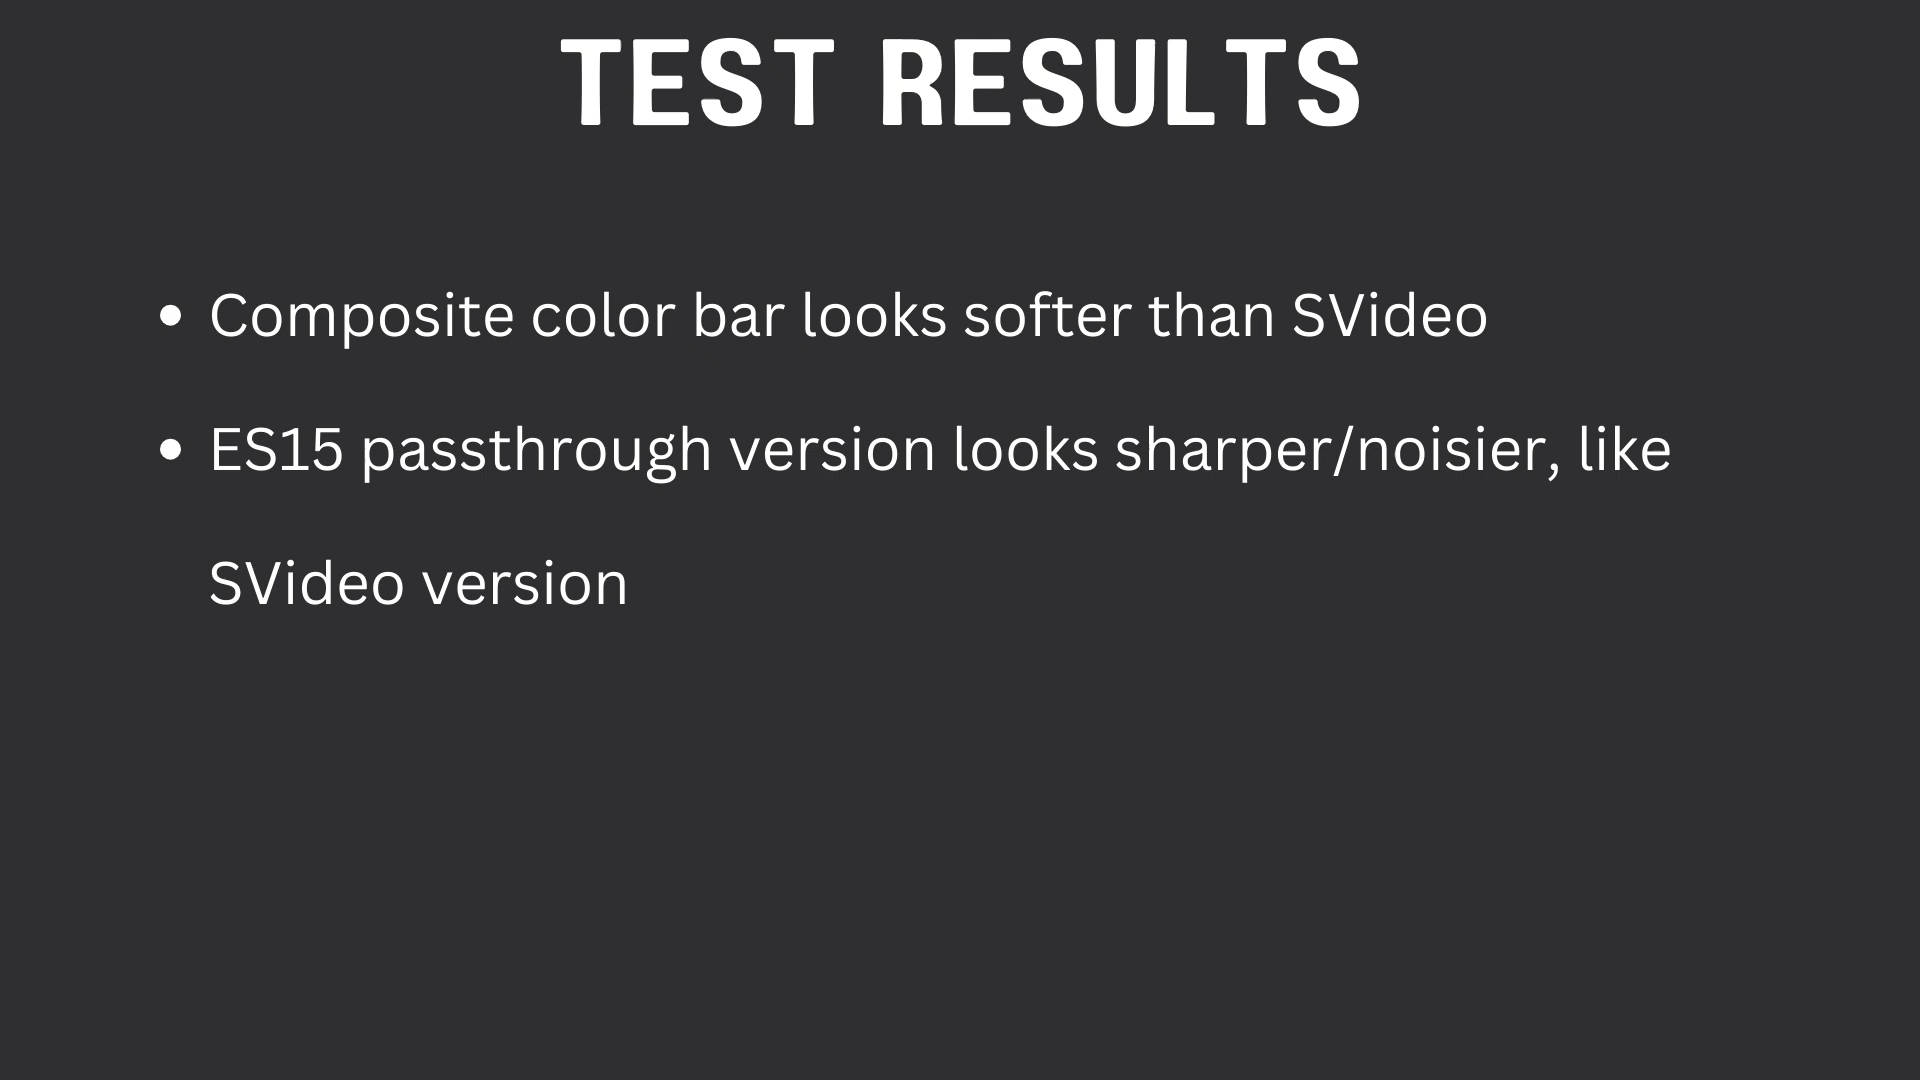 TEST RESULTS
• Composite color bar looks softer than SVideo
• ES15 passthrough version looks sharper/noisier, like
SVideo version